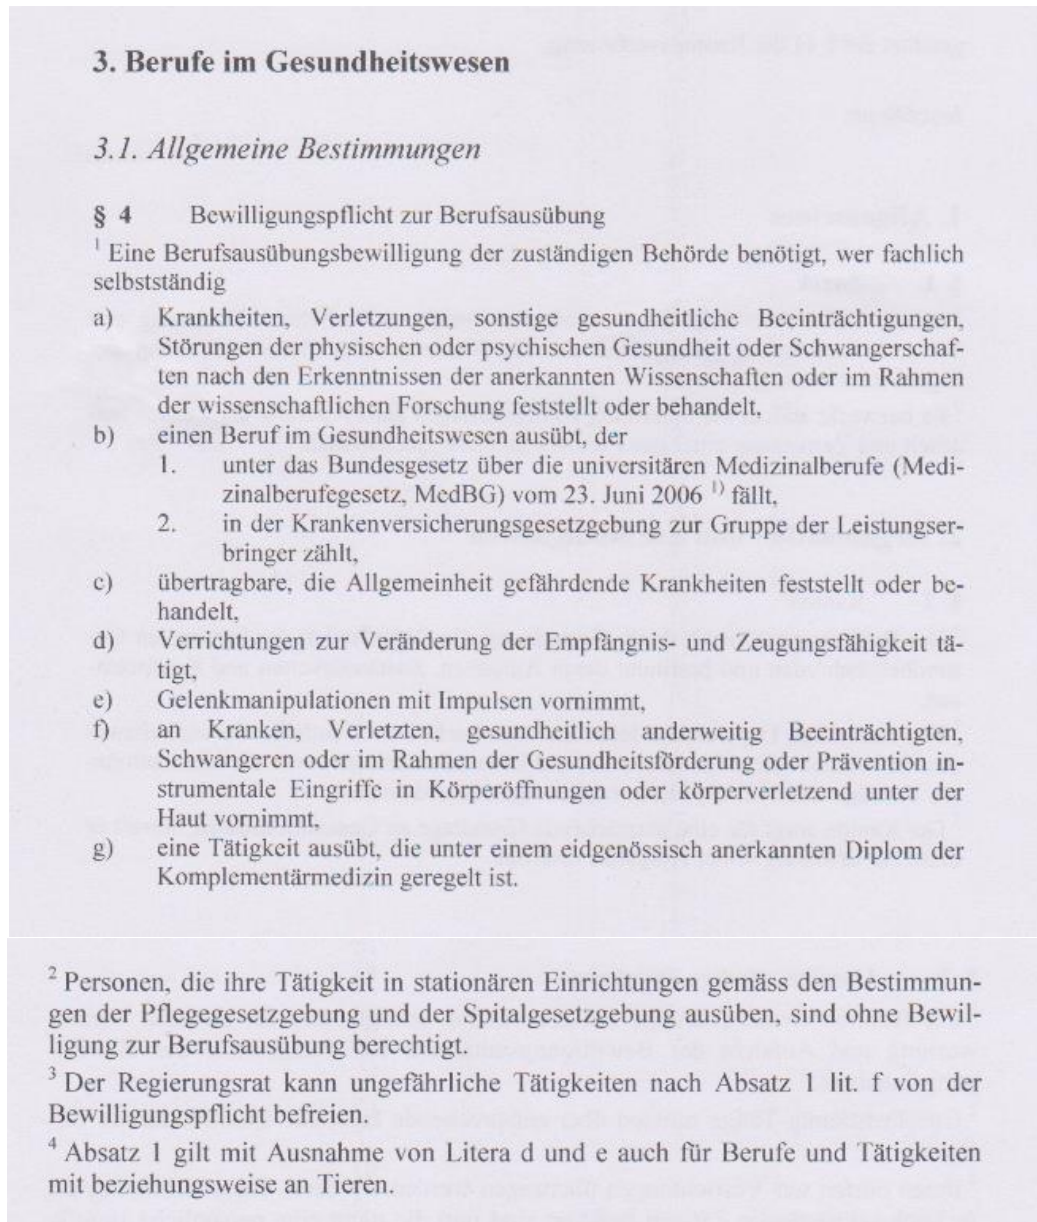 3. Berufe im Gesundheitswesen
3.1. Allgemeine Bestimmungen
§ 4 Bewilligungspflicht zur Berufsausübung
1 Eine Berufsausübungsbewilligung der zuständigen Behörde benötigt, wer fachlich
selbstständig
a) Krankheiten, Verletzungen, sonstige gesundheitliche Beeinträchtigungen,
Störungen der physischen oder psychischen Gesundheit oder Schwangerschaf-
ten nach den Erkenntnissen der anerkannten Wissenschaften oder im Rahmen
der wissenschaftlichen Forschung feststellt oder behandelt,
b) einen Beruf im Gesundheitswesen ausübt, der
1. unter das Bundesgesetz über die universitären Medizinalberufe (Medi-
zinalberufegesetz, MedBG) vom 23. Juni 2006 1) fällt,
2. in der Krankenversicherungsgesetzgebung zur Gruppe der Leistungser-
bringer zählt,
c) übertragbare, die Allgemeinheit gefährdende Krankheiten feststellt oder be-
handelt,
d) Verrichtungen zur Veränderung der Empfängnis- und Zeugungsfähigkeit tä-
tigt,
e) Gelenkmanipulationen mit Impulsen vornimmt,
f) an Kranken, Verletzten, gesundheitlich anderweitig Beeinträchtigten,
Schwangeren oder im Rahmen der Gesundheitsförderung oder Prävention in-
strumentale Eingriffe in Körperöffnungen oder körperverletzend unter der
Haut vornimmt,
g) eine Tätigkeit ausübt, die unter einem eidgenössisch anerkannten Diplom der
Komplementärmedizin geregelt ist.
2 Personen, die ihre Tätigkeit in stationären Einrichtungen gemäss den Bestimmun-
gen der Pflegegesetzgebung und der Spitalgesetzgebung ausüben, sind ohne Bewil-
ligung zur Berufsausübung berechtigt.
3 Der Regierungsrat kann ungefährliche Tätigkeiten nach Absatz 1 lit. f von der
Bewilligungspflicht befreien.
4 Absatz 1 gilt mit Ausnahme von Litera d und e auch für Berufe und Tätigkeiten
mit beziehungsweise an Tieren.